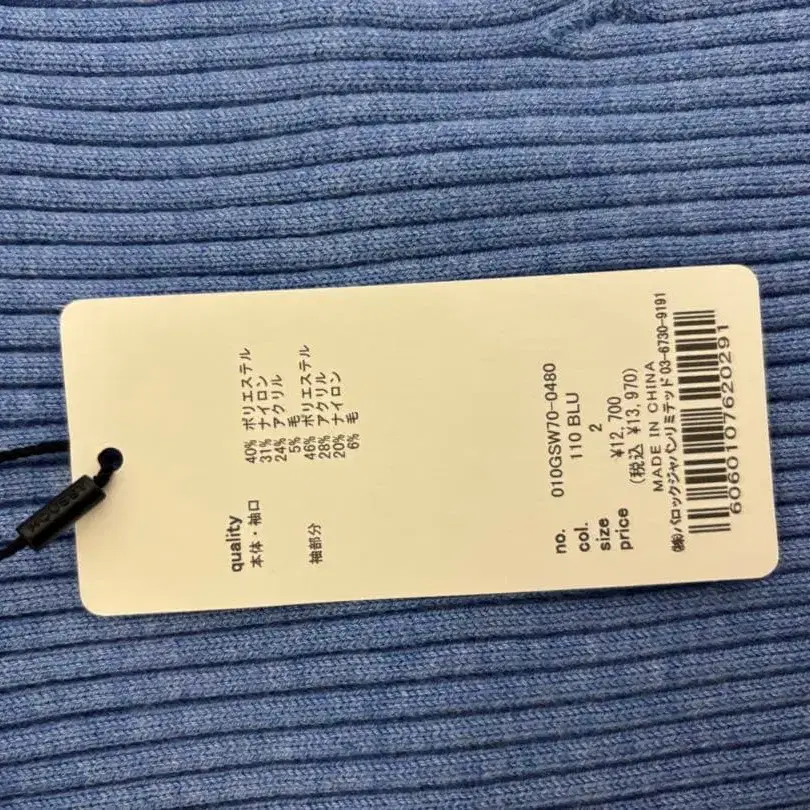 quality
本体・袖口
40% ポリエステル
31% ナイロン
24% アクリル
5% 毛
袖部分
46% ポリエステル
28% アクリル
20% ナイロン
6% 毛
no. 010GSW70-0480
col. 110 BLU
size 2
price ¥12,700
(税込 ¥13,970)
MADE IN CHINA
㈱バロックジャパンリミテッド 03-6730-9191
6060107620291